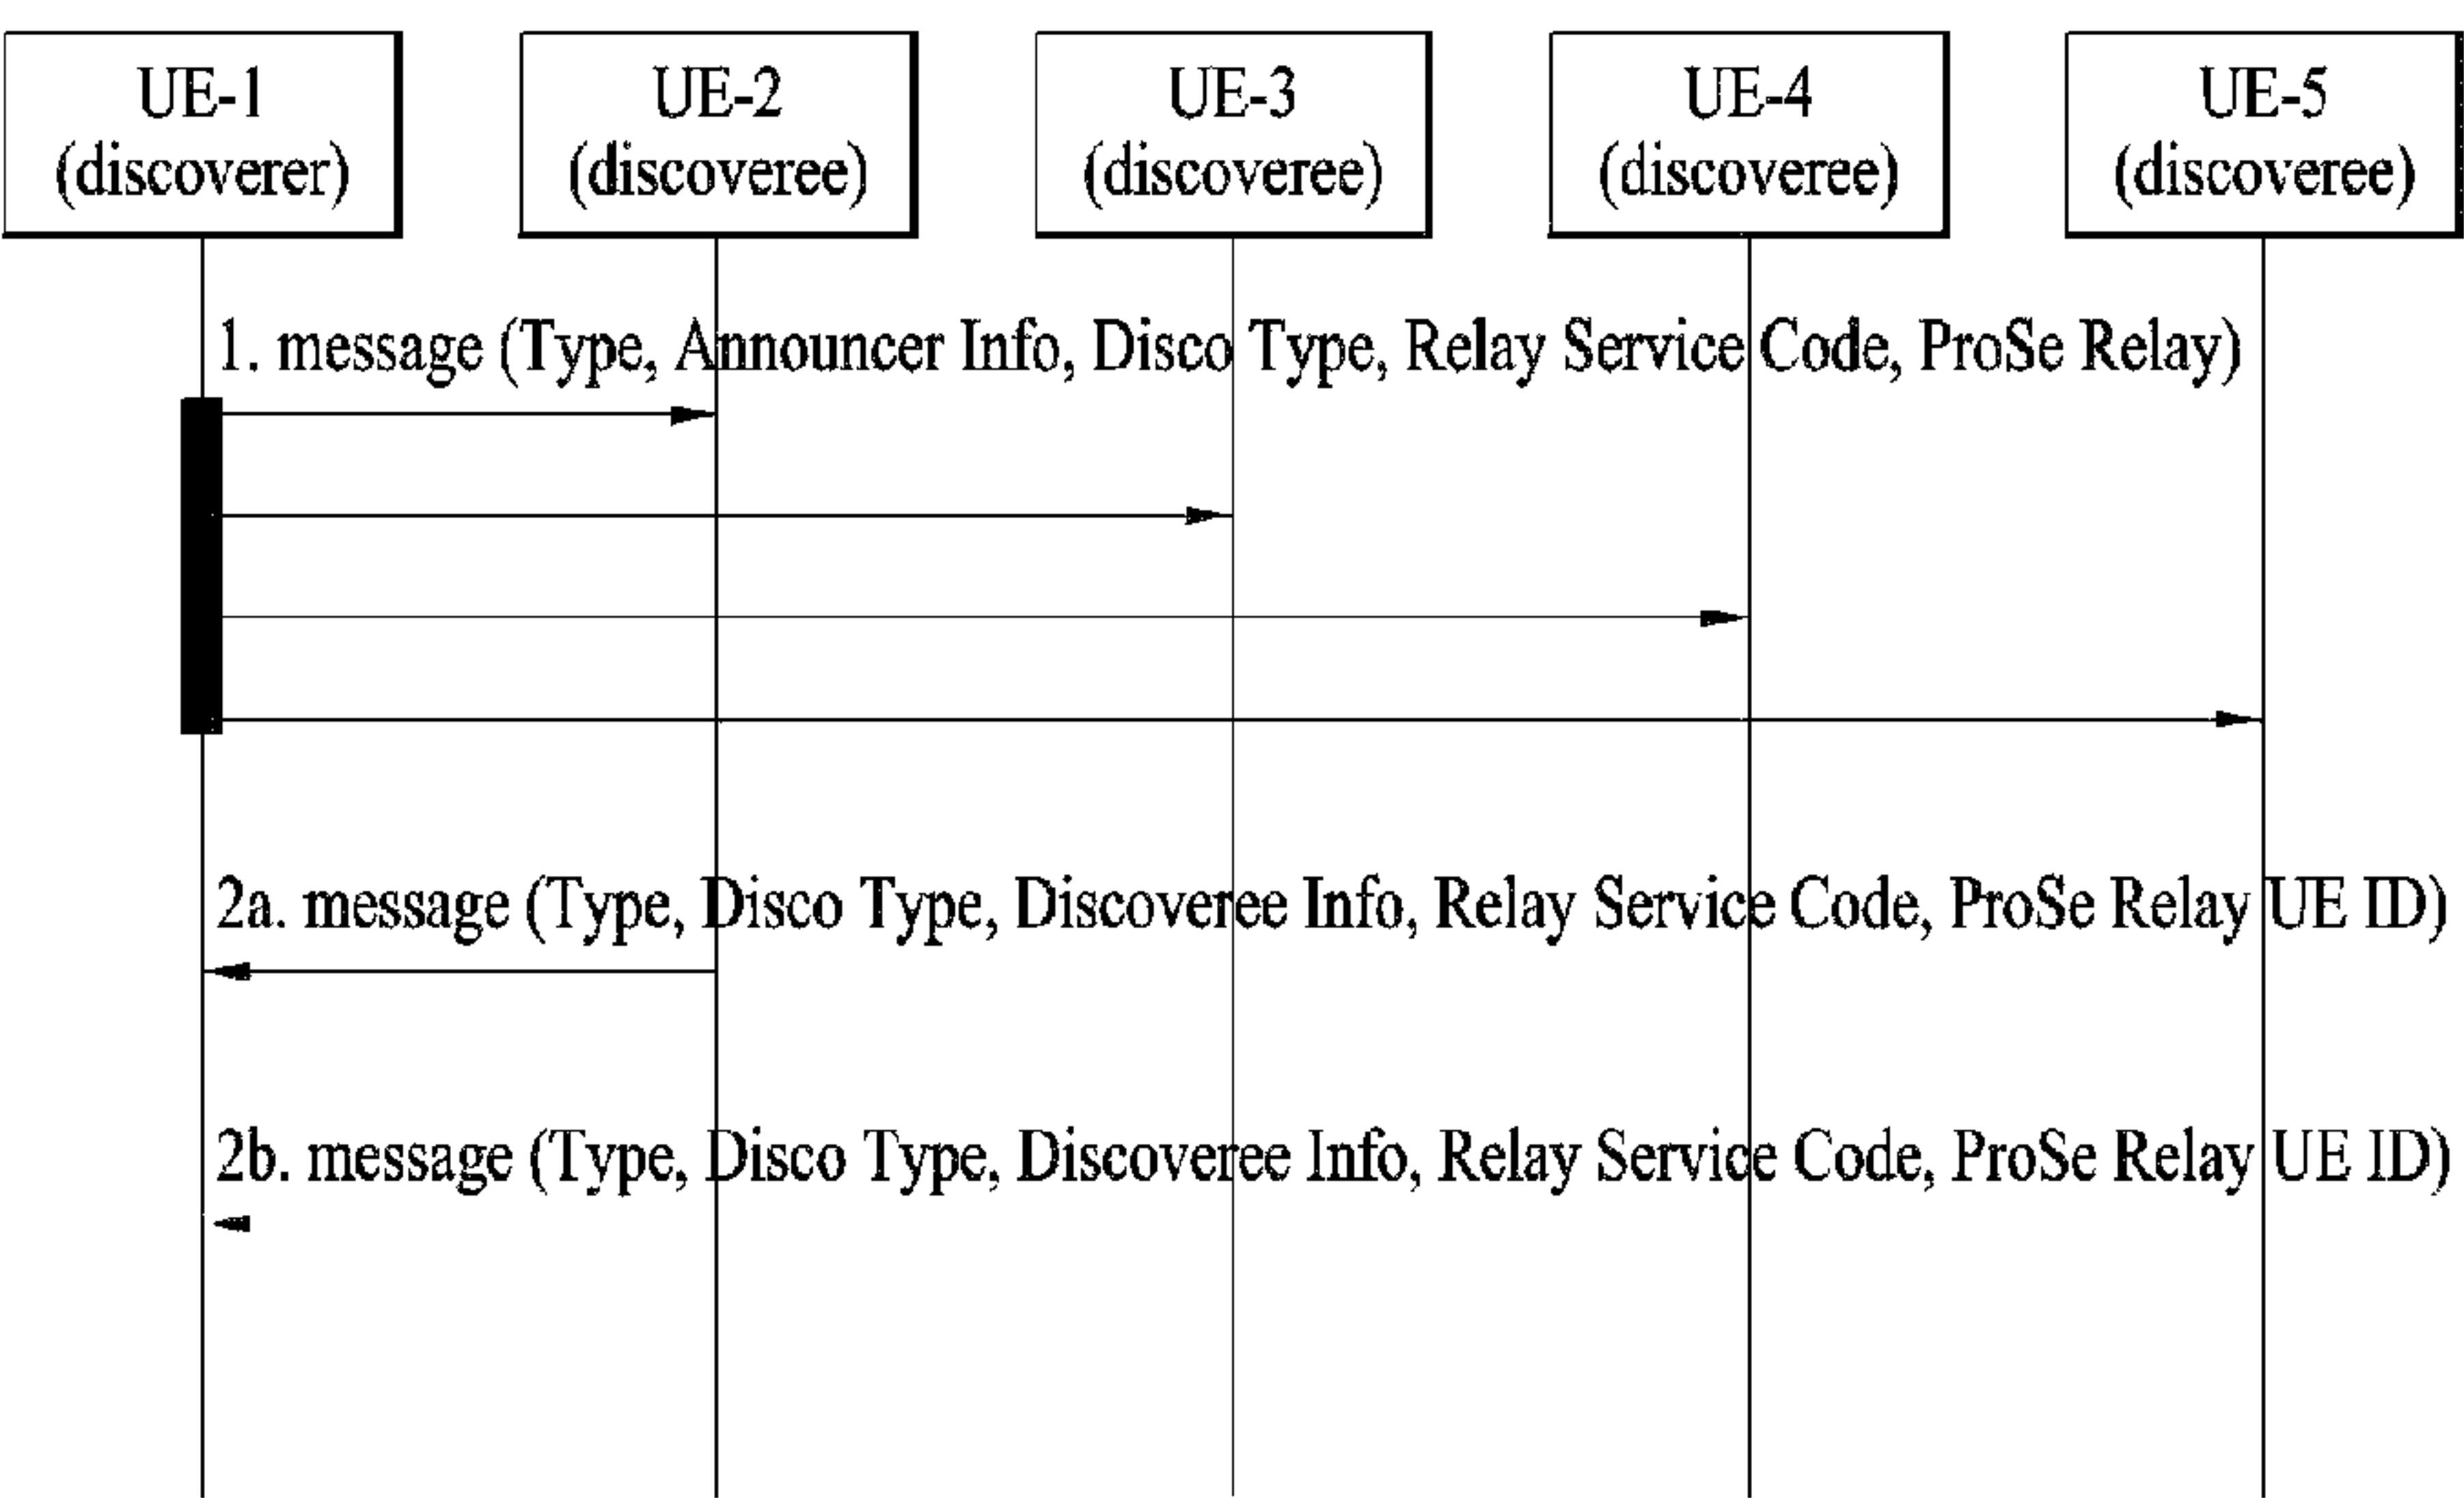 UE-1
(discoverer)
UE-2
(discoveree)
UE-3
(discoveree)
UE-4
(discoveree)
UE-5
(discoveree)
1. message (Type, Announcer Info, Disco Type, Relay Service Code, ProSe Relay)
2a. message (Type, Disco Type, Discoveree Info, Relay Service Code, ProSe Relay UE ID)
2b. message (Type, Disco Type, Discoveree Info, Relay Service Code, ProSe Relay UE ID)